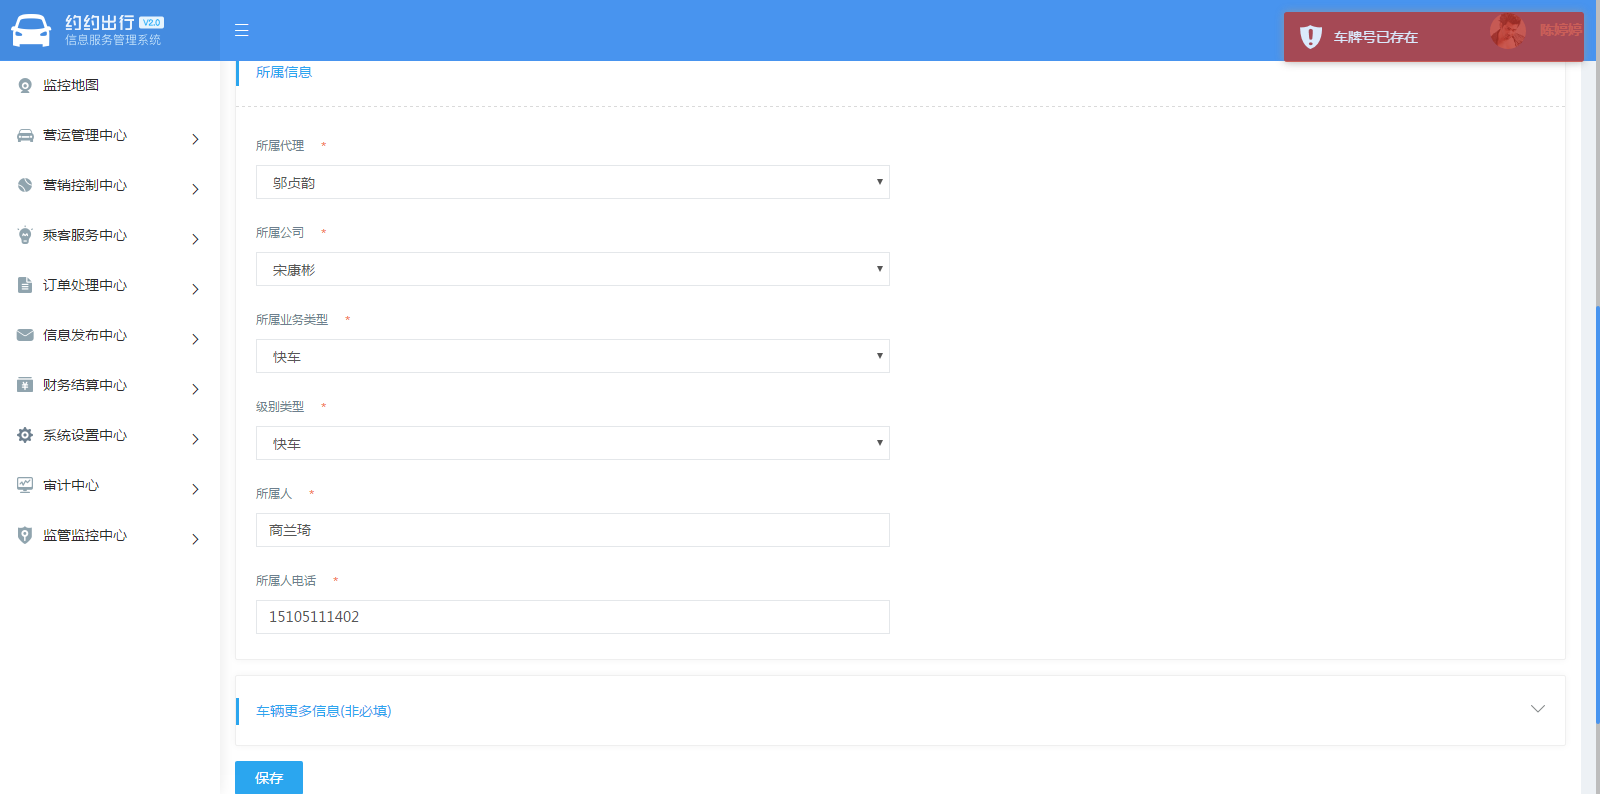 约约出行 V2.0
信息服务管理系统
车牌号已存在
陈婷婷
监控地图
营运管理中心
营销控制中心
乘客服务中心
订单处理中心
信息发布中心
财务结算中心
系统设置中心
审计中心
监管监控中心
所属信息
所属代理 *
邬贞韵
所属公司 *
宋康彬
所属业务类型 *
快车
级别类型 *
快车
所属人 *
商兰琦
所属人电话 *
15105111402
车辆更多信息(非必填)
保存